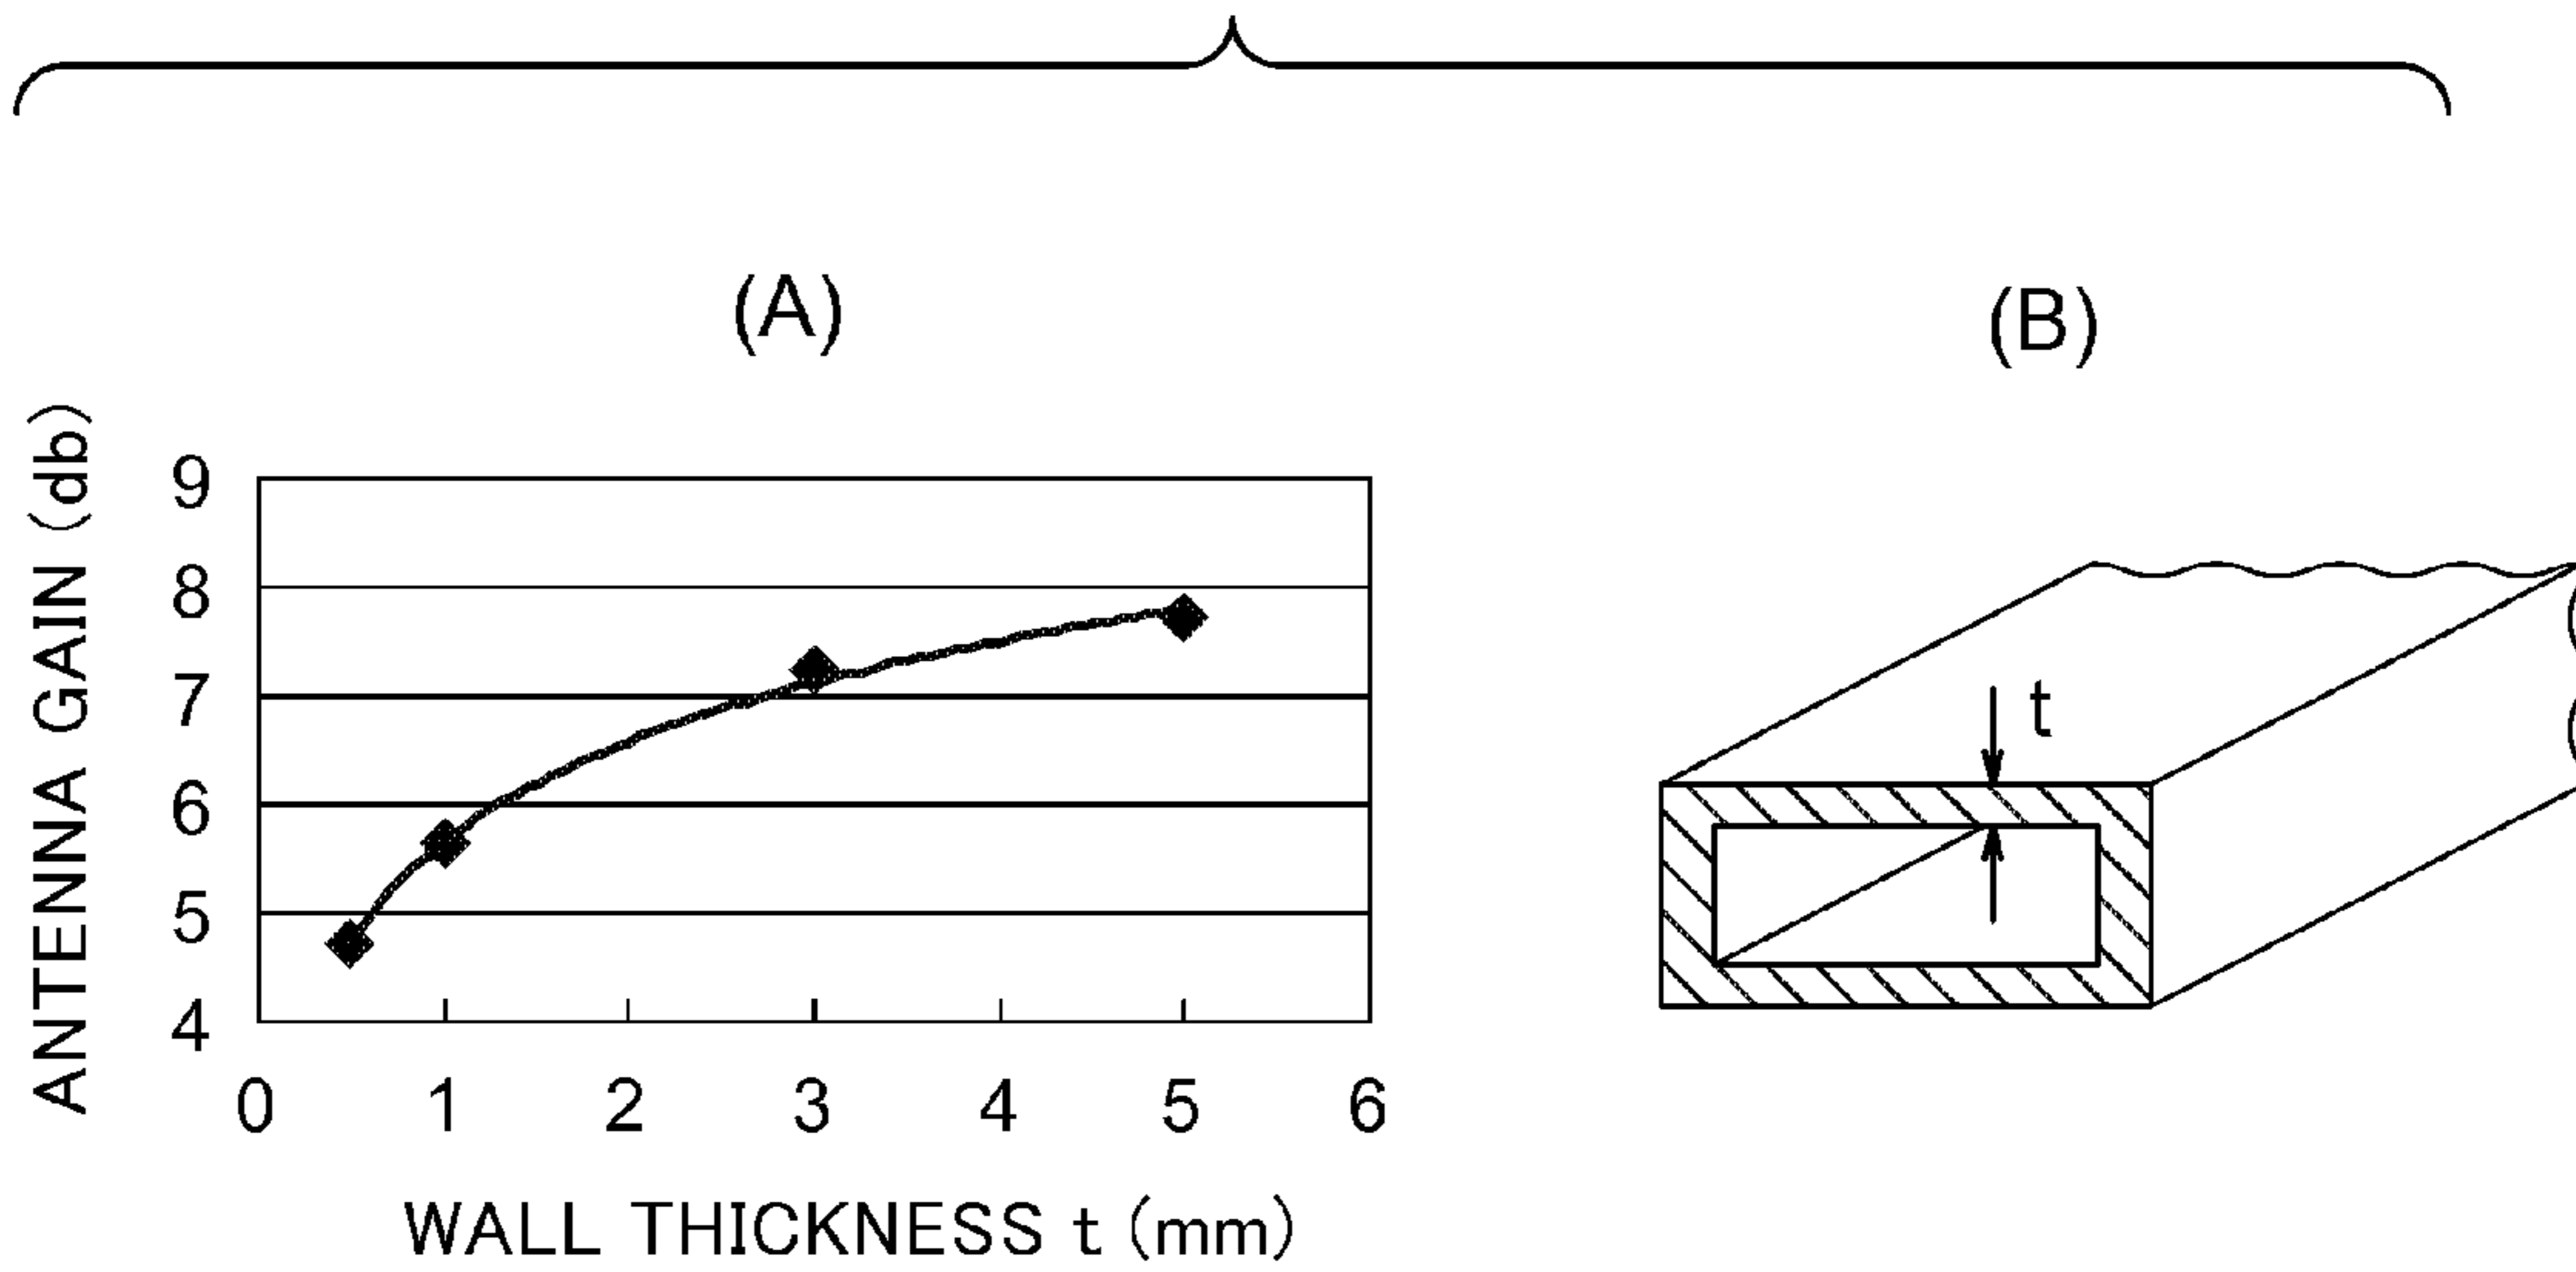 (A)
(B)
ANTENNA GAIN (db)
9
8
7
6
5
4
0 1 2 3 4 5 6
WALL THICKNESS t (mm)
t